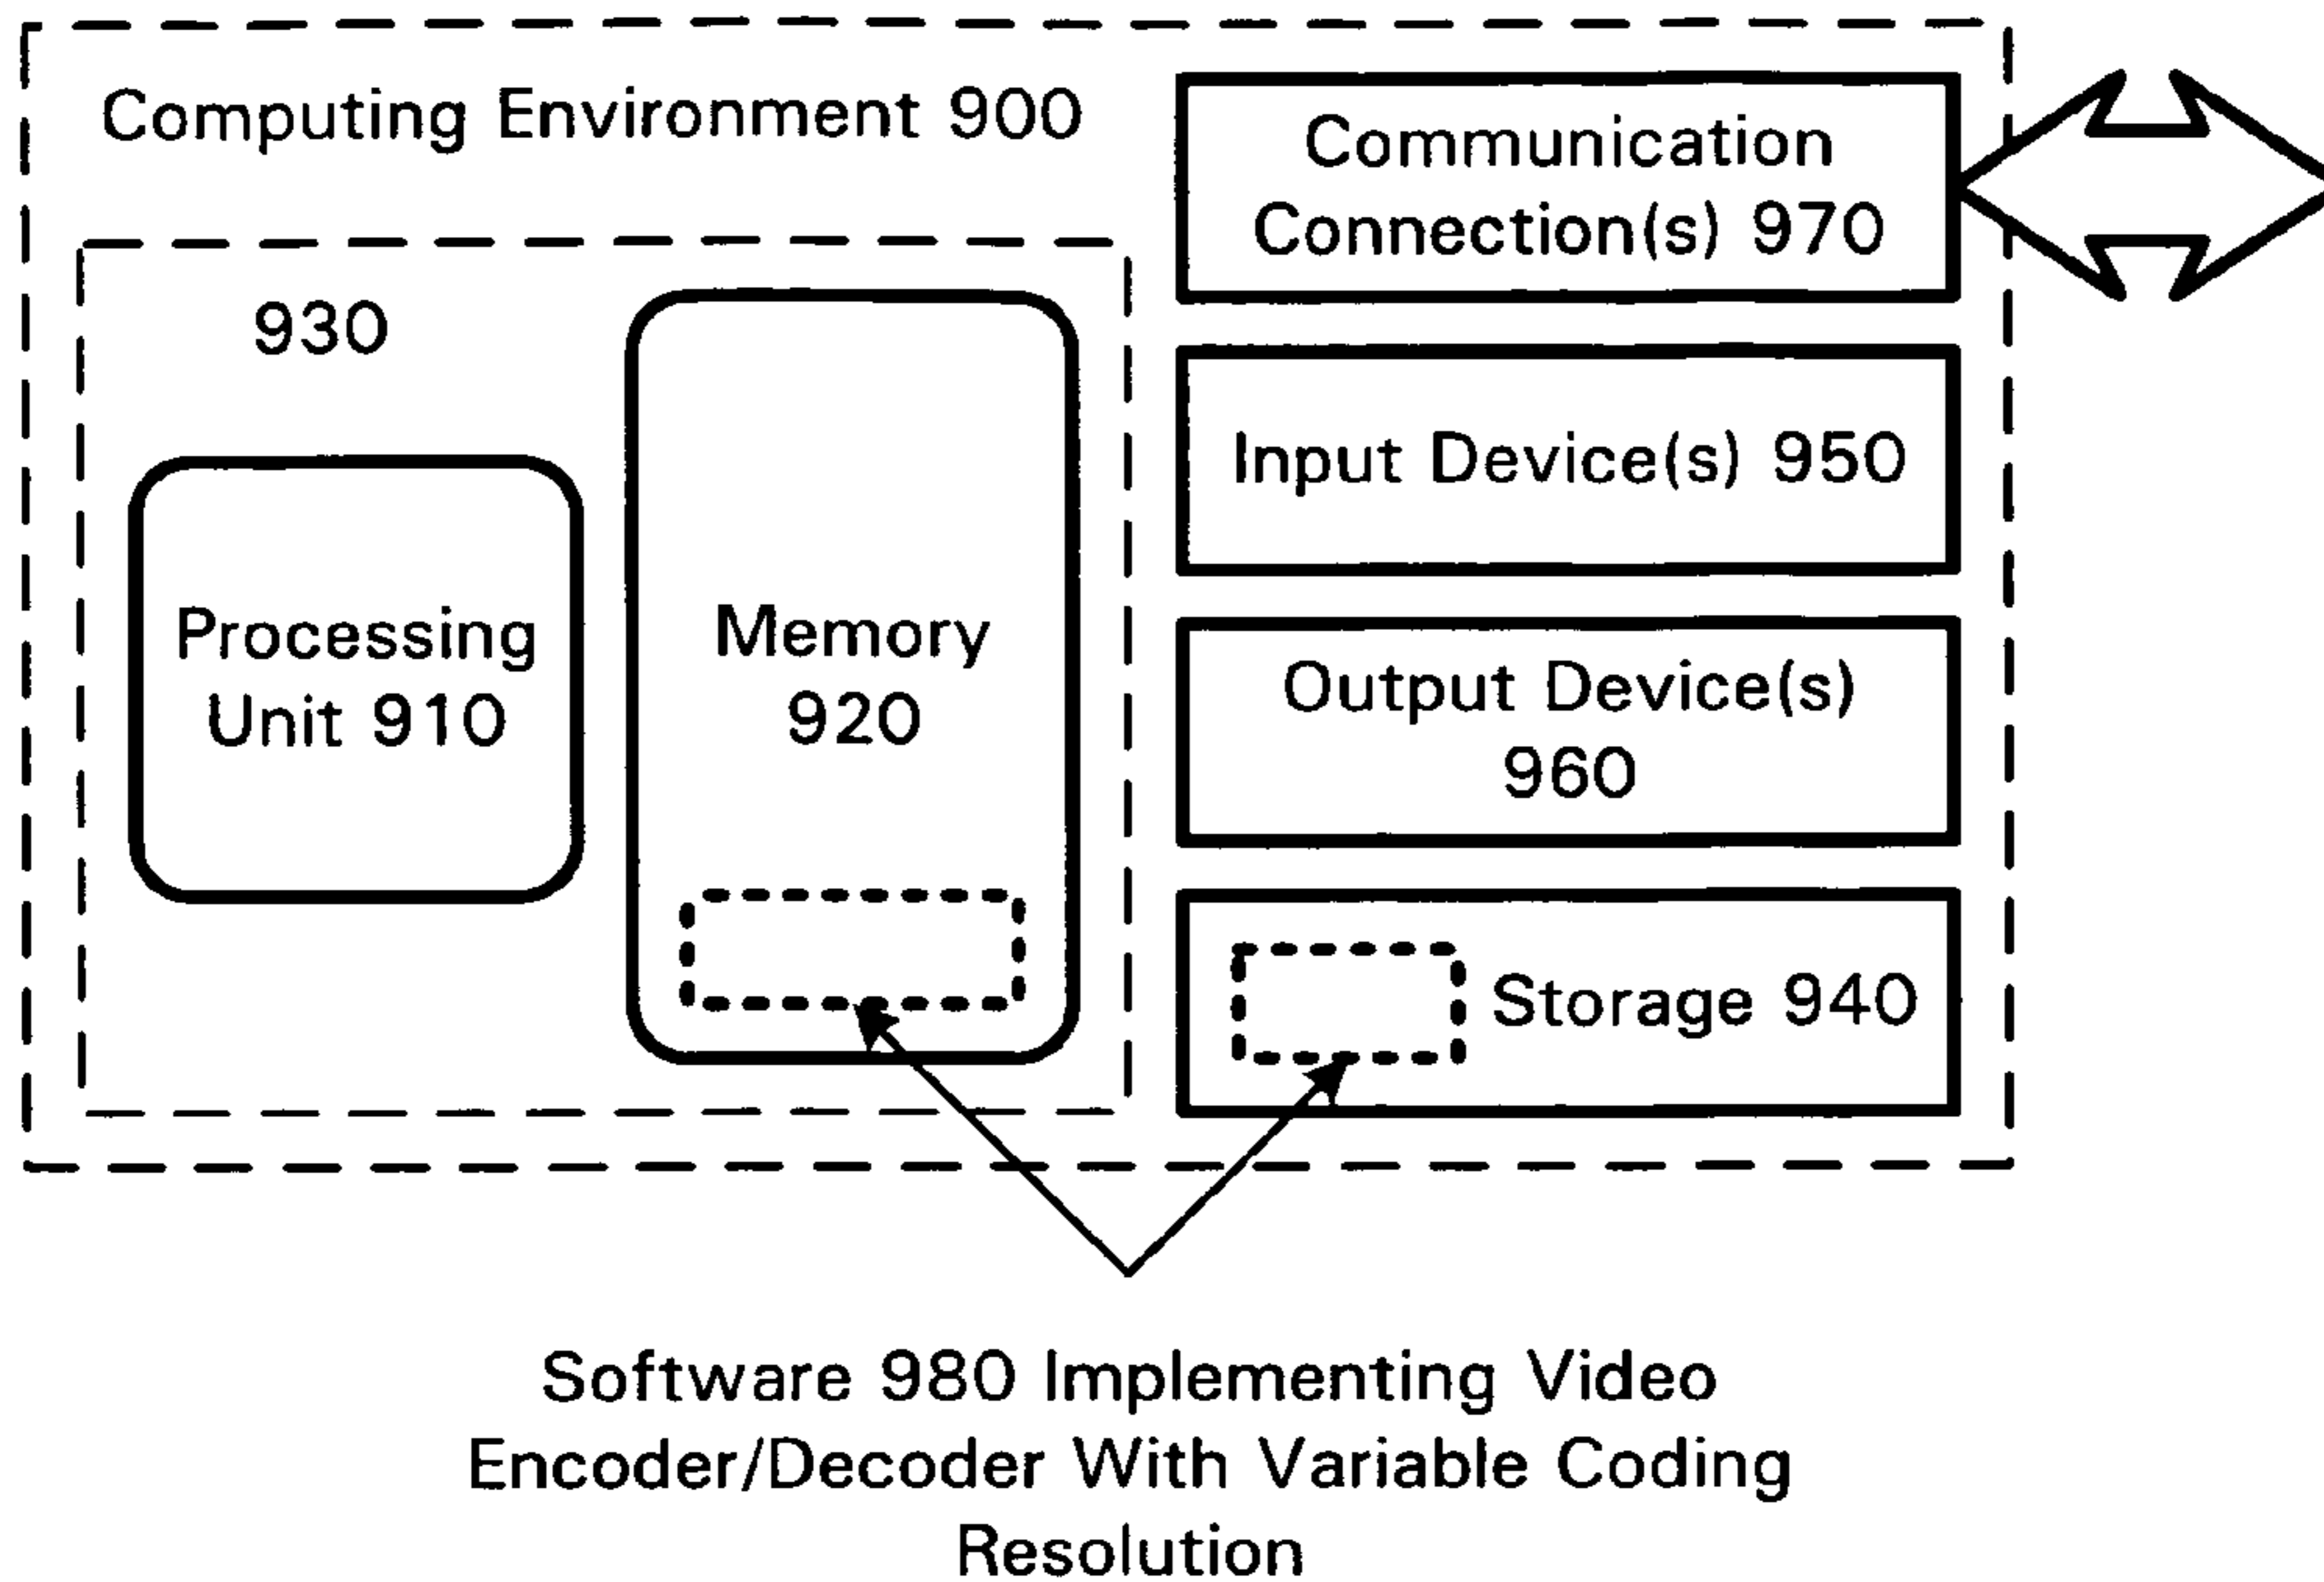 Computing Environment 900
Communication
Connection(s) 970
930
Input Device(s) 950
Processing
Unit 910
Memory
920
Output Device(s)
960
Storage 940
Software 980 Implementing Video
Encoder/Decoder With Variable Coding
Resolution